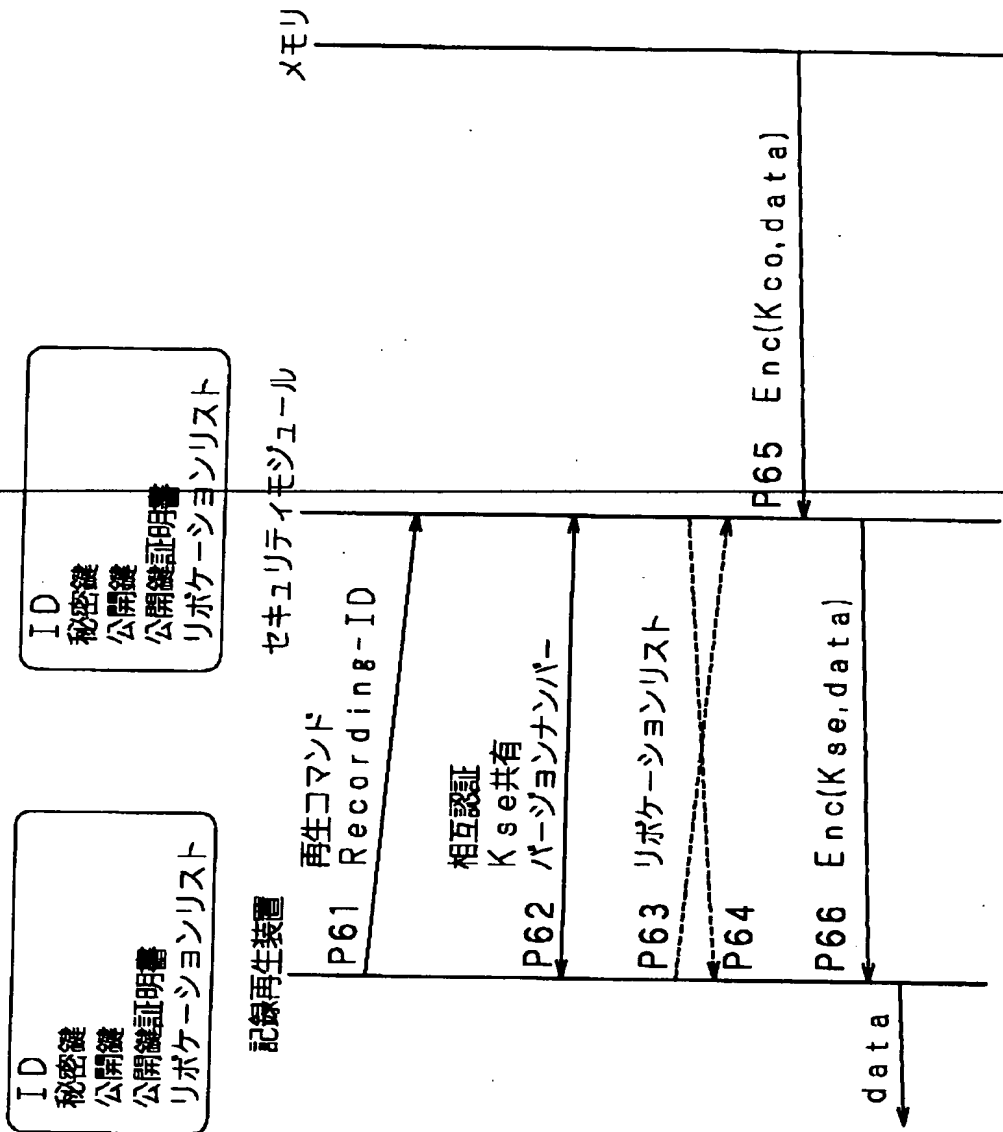 ID
秘密鍵
公開鍵
公開鍵証明書
リボケーションリスト
ID
秘密鍵
公開鍵
公開鍵証明書
リボケーションリスト
記録再生装置
セキュリティモジュール
メモリ
再生コマンド
P61 Recording-ID
相互認証
Kse共有
P62 バージョンナンバー
P63 リボケーションリスト
P64
P65 Enc(Kco,data)
P66 Enc(Kse,data)
data